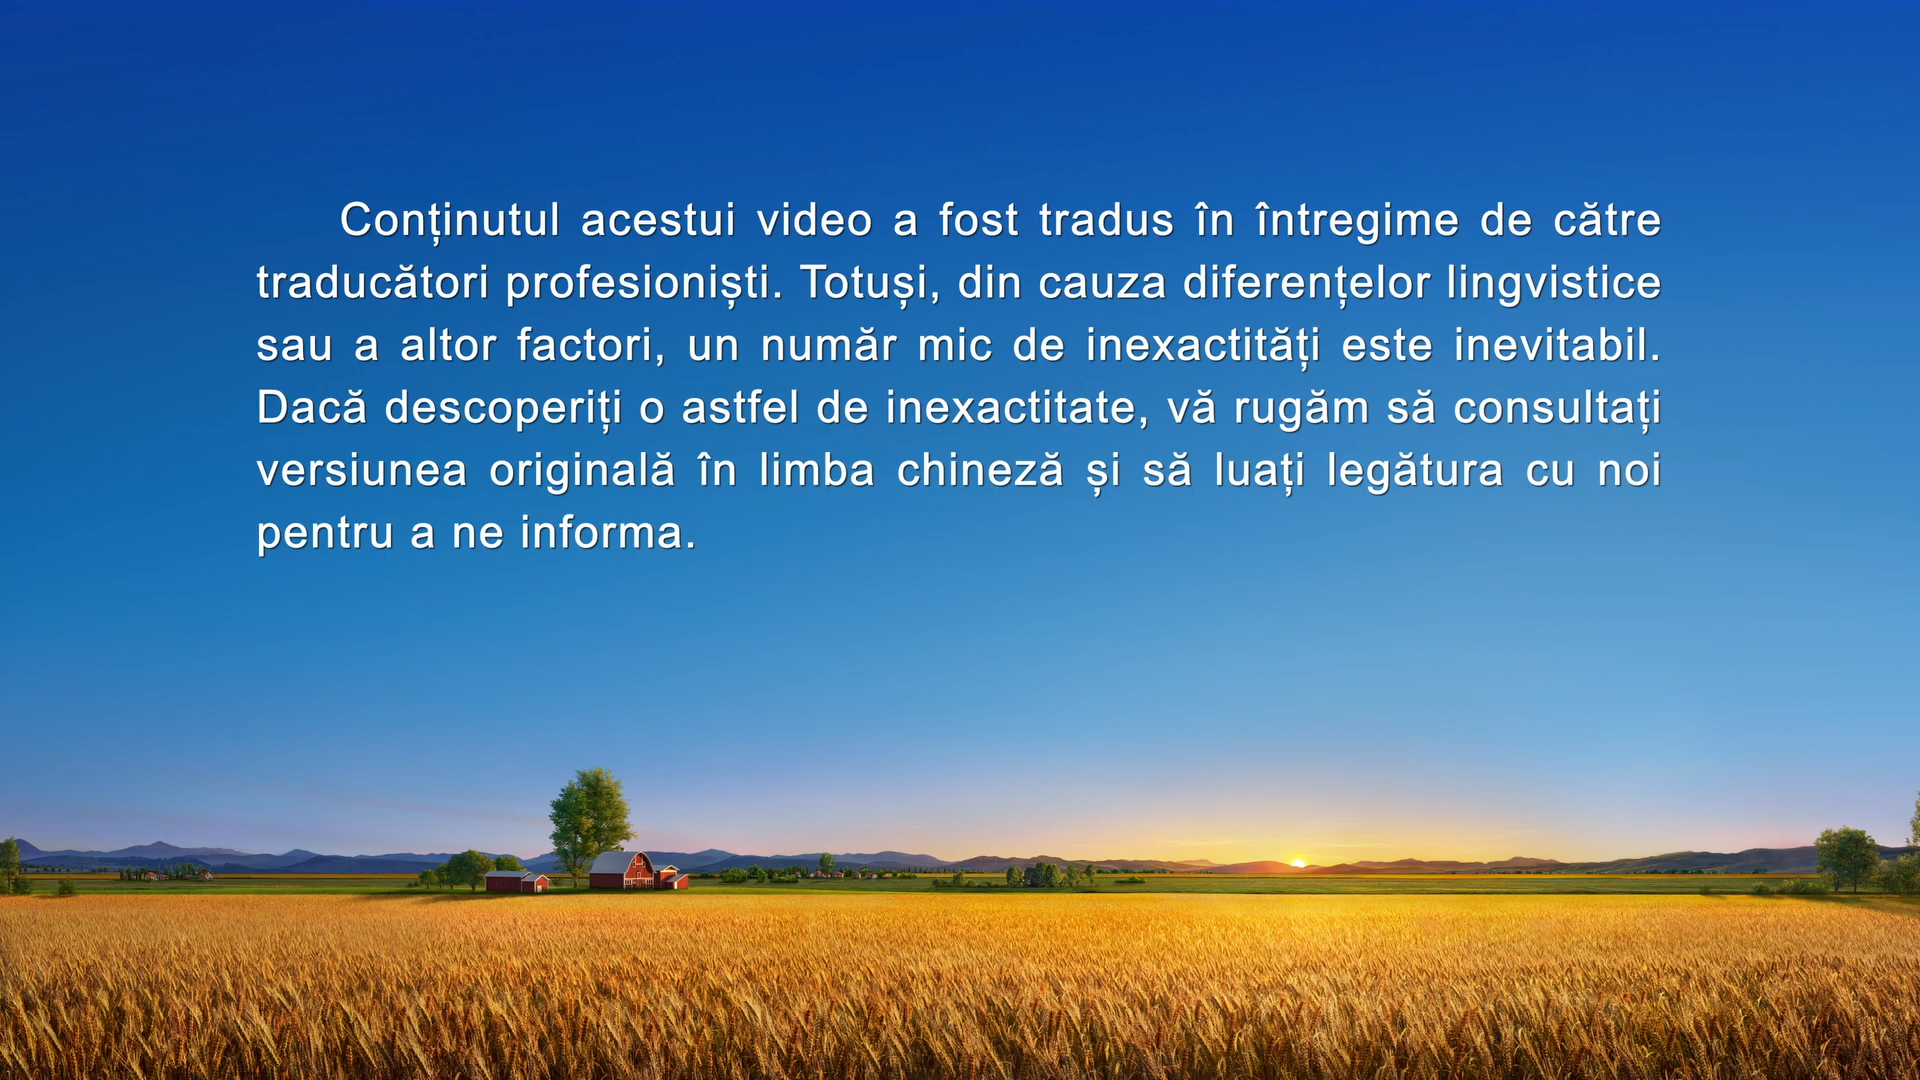 Conținutul acestui video a fost tradus în întregime de către
traducători profesioniști. Totuși, din cauza diferențelor lingvistice
sau a altor factori, un număr mic de inexactități este inevitabil.
Dacă descoperiți o astfel de inexactitate, vă rugăm să consultați
versiunea originală în limba chineză și să luați legătura cu noi
pentru a ne informa.